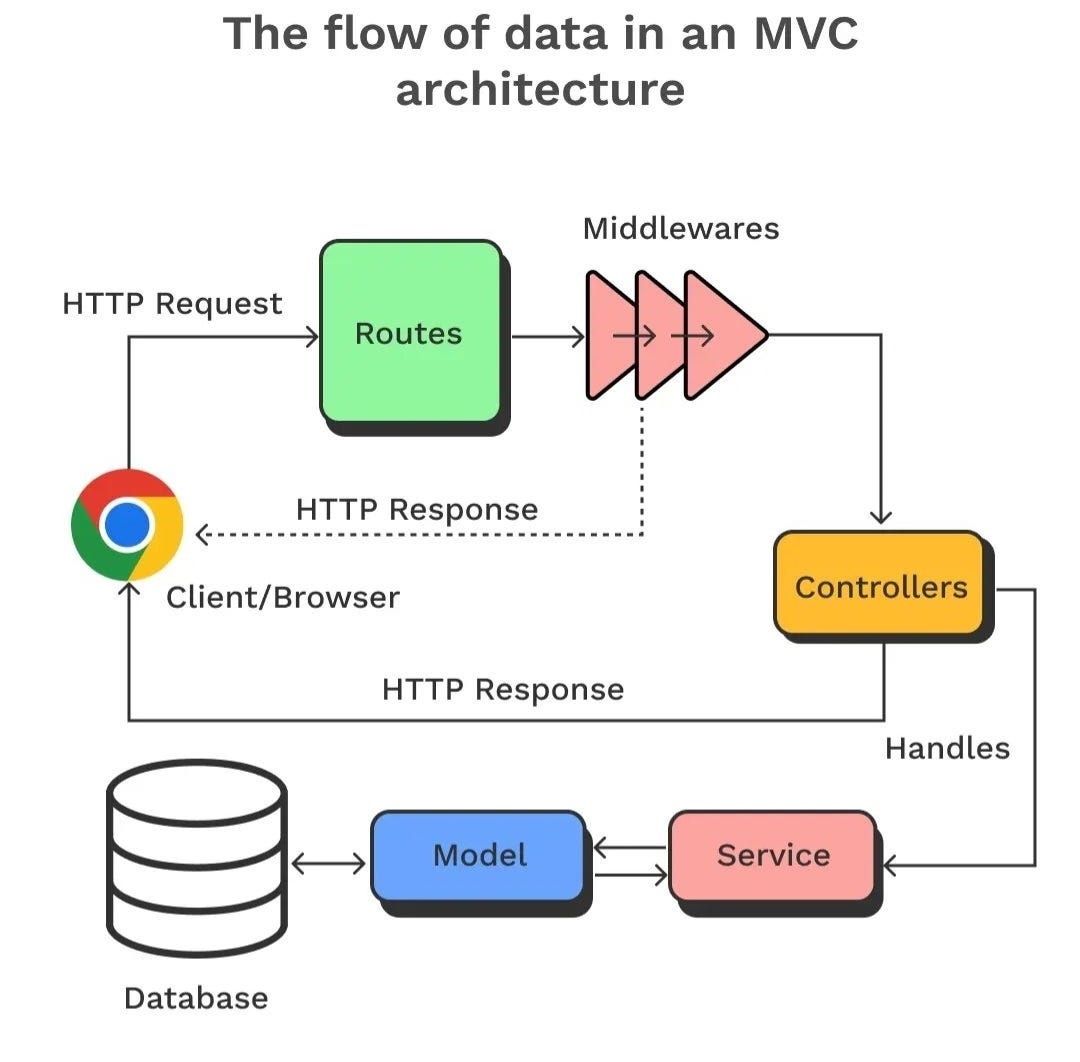 The flow of data in an MVC
architecture
Middlewares
HTTP Request
Routes
HTTP Response
Client/Browser
Controllers
HTTP Response
Handles
Model
Service
Database